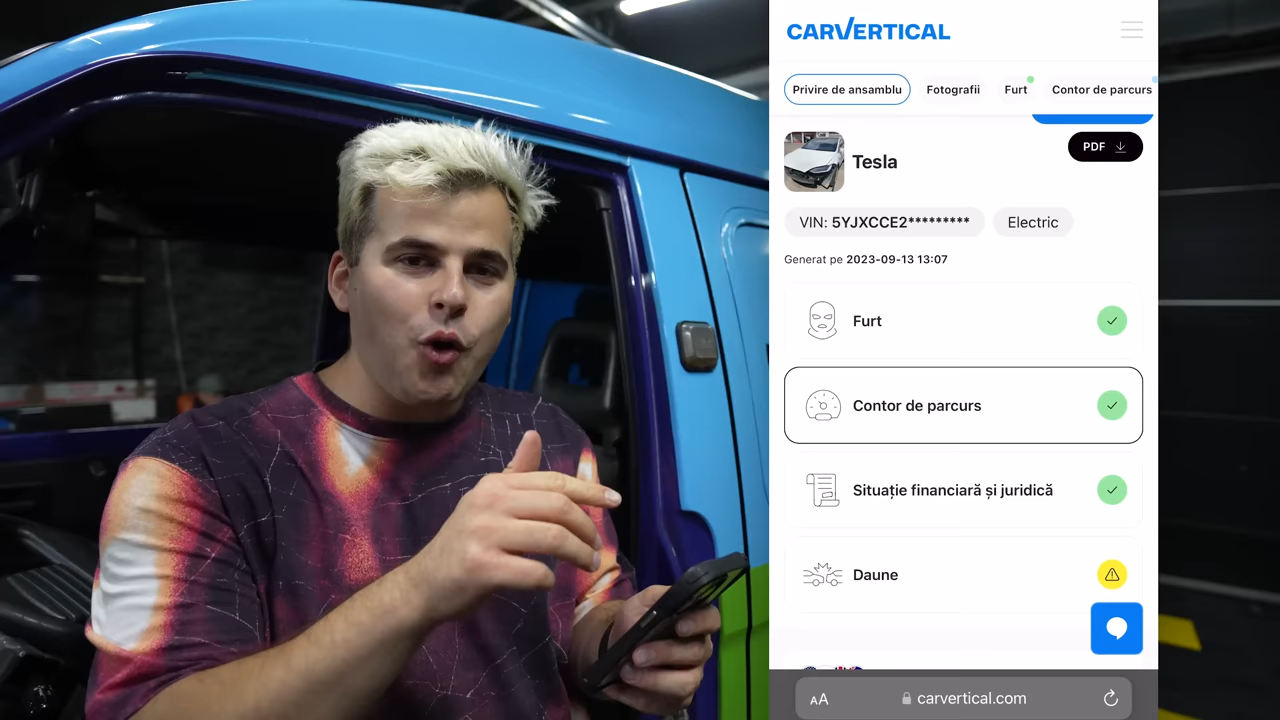 CARVERTICAL
Privire de ansamblu Fotografii Furt Contor de parcurs
Tesla
PDF
VIN: 5YJXCCE2********* Electric
Generat pe 2023-09-13 13:07
Furt
Contor de parcurs
Situație financiară și juridică
Daune
AA carvertical.com